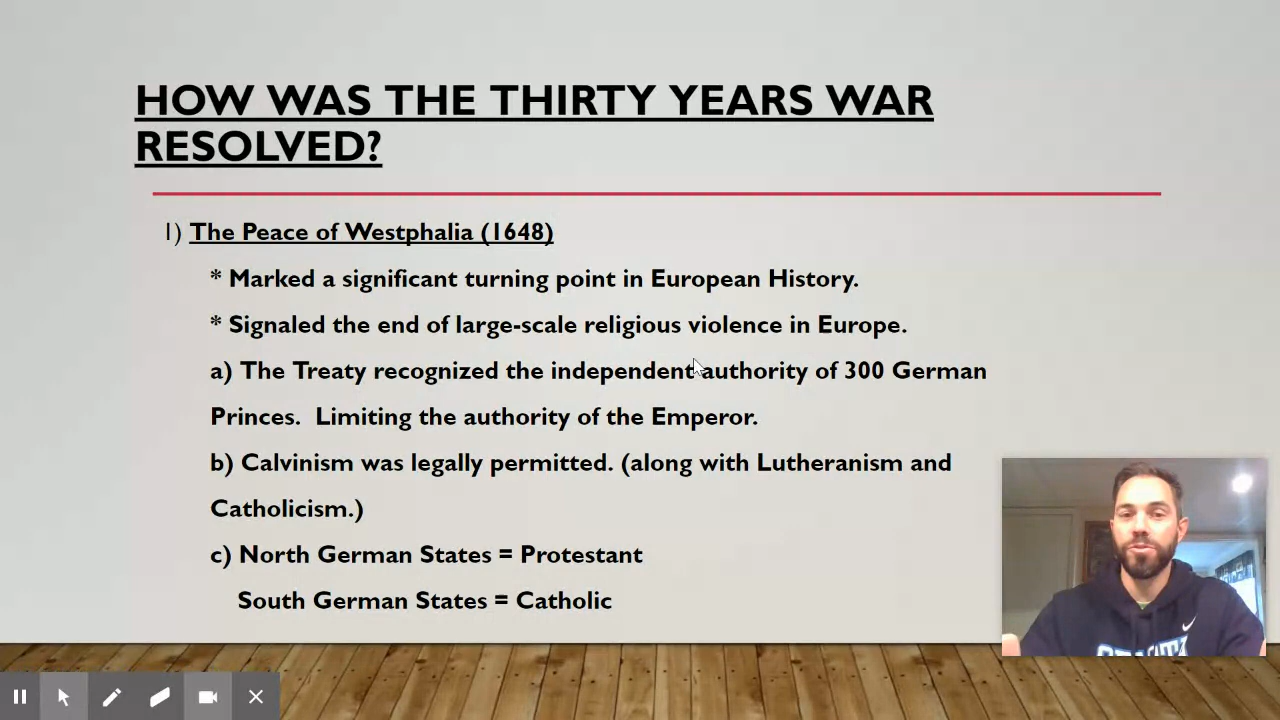 HOW WAS THE THIRTY YEARS WAR
RESOLVED?
1) The Peace of Westphalia (1648)
* Marked a significant turning point in European History.
* Signaled the end of large-scale religious violence in Europe.
a) The Treaty recognized the independent authority of 300 German
Princes.  Limiting the authority of the Emperor.
b) Calvinism was legally permitted. (along with Lutheranism and
Catholicism.)
c) North German States = Protestant
South German States = Catholic